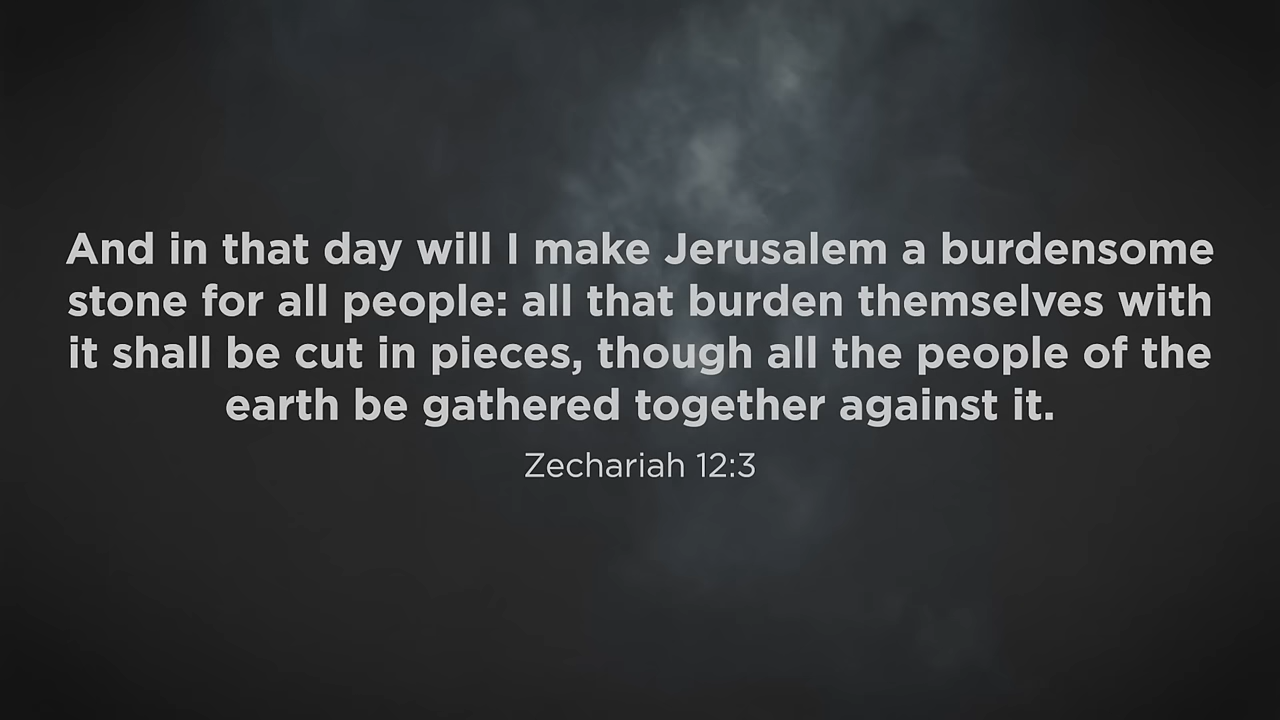 And in that day will I make Jerusalem a burdensome
stone for all people: all that burden themselves with
it shall be cut in pieces, though all the people of the
earth be gathered together against it.
Zechariah 12:3